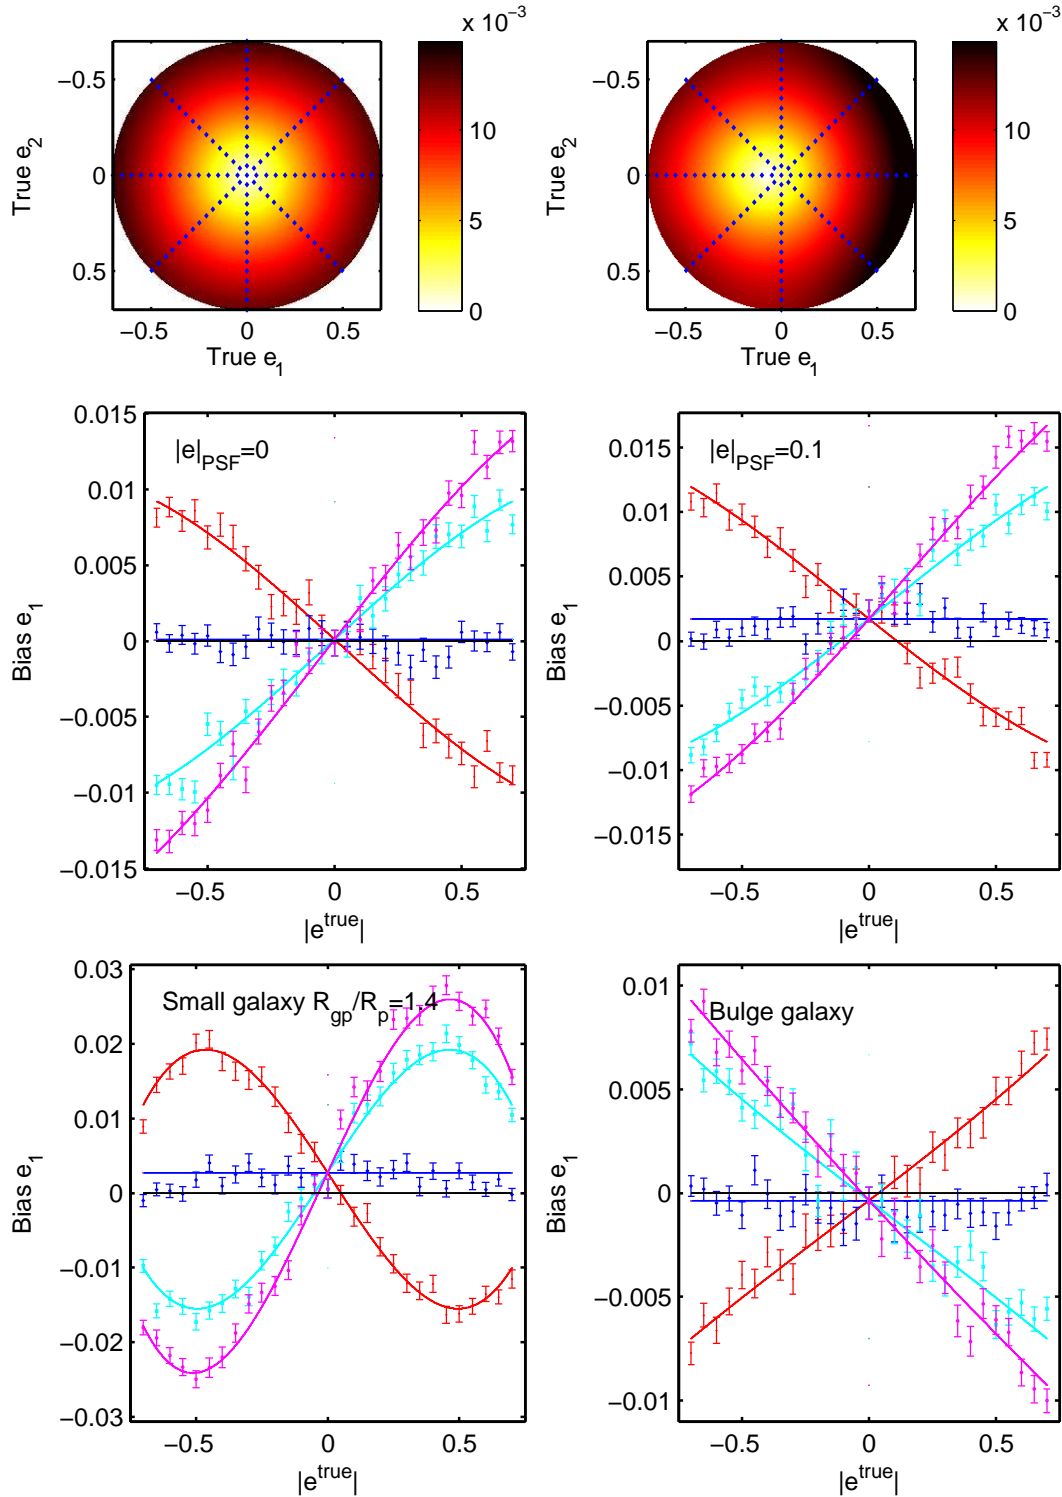 x 10⁻³ x 10⁻³
−0.5 0 0.5
True e₂
10 5 0
−0.5 0 0.5
True e₁
−0.5 0 0.5
True e₂
10 5 0
−0.5 0 0.5
True e₁
|e|PSF=0
0.015
0.01
0.005
0
−0.005
−0.01
−0.015
Bias e₁
−0.5 0 0.5
|e^true|
|e|PSF=0.1
0.015
0.01
0.005
0
−0.005
−0.01
−0.015
Bias e₁
−0.5 0 0.5
|e^true|
Small galaxy R_gp/R_p=1.4
0.03
0.02
0.01
0
−0.01
−0.02
−0.03
Bias e₁
−0.5 0 0.5
|e^true|
Bulge galaxy
0.01
0.005
0
−0.005
−0.01
Bias e₁
−0.5 0 0.5
|e^true|